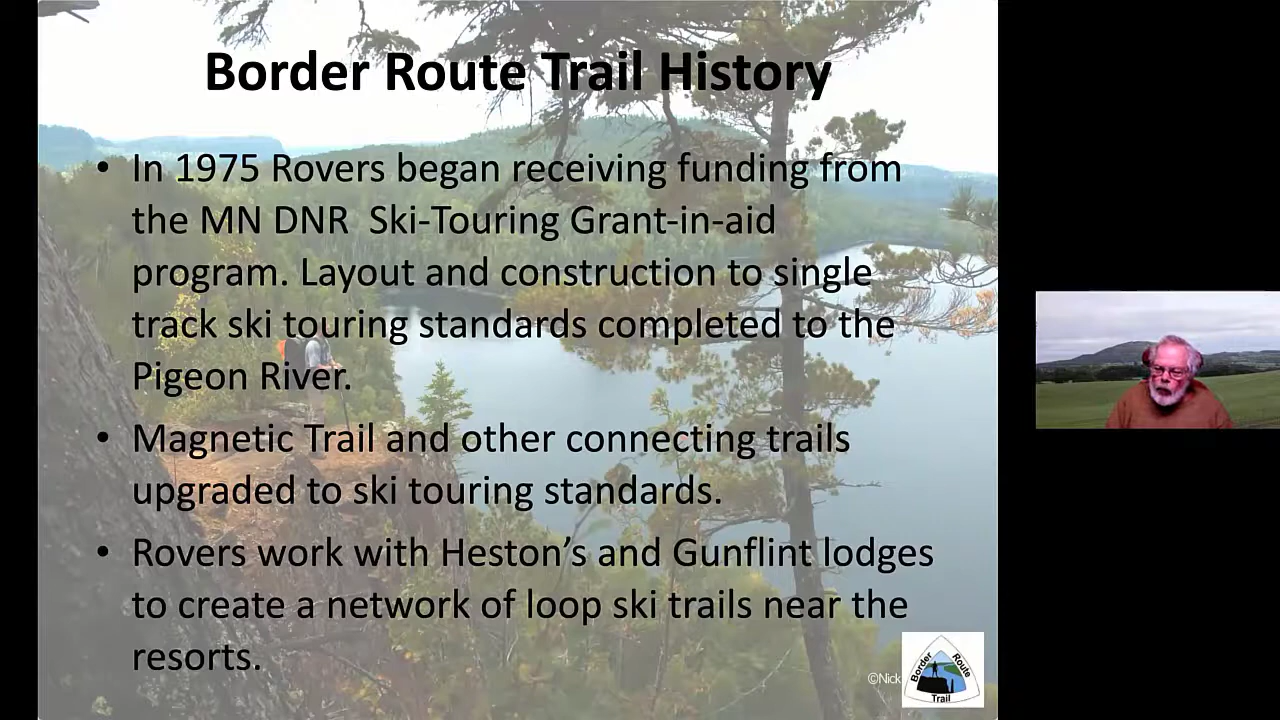 Border Route Trail History
• In 1975 Rovers began receiving funding from
the MN DNR  Ski-Touring Grant-in-aid
program. Layout and construction to single
track ski touring standards completed to the
Pigeon River.
• Magnetic Trail and other connecting trails
upgraded to ski touring standards.
• Rovers work with Heston’s and Gunflint lodges
to create a network of loop ski trails near the
resorts.
©Nick
Border Route Trail